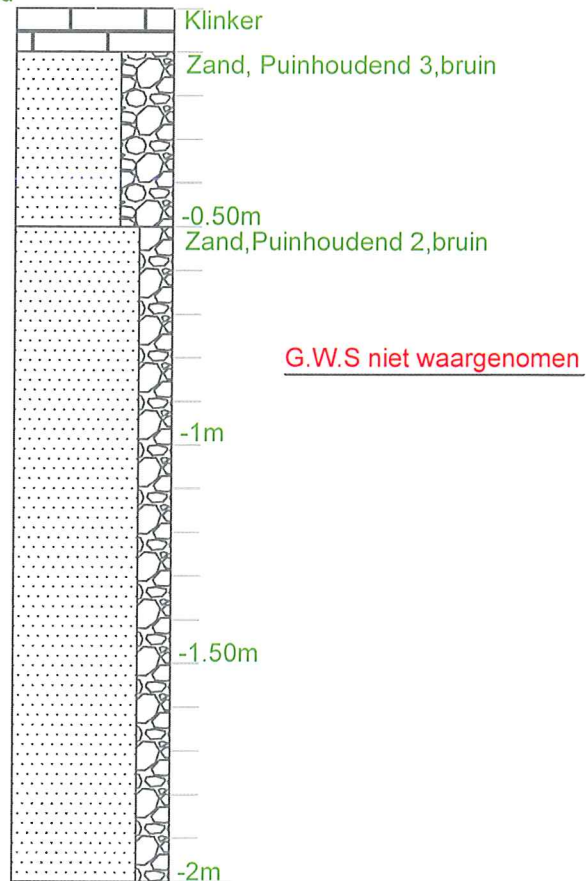 Klinker
Zand, Puinhoudend 3,bruin
-0.50m
Zand,Puinhoudend 2,bruin
G.W.S niet waargenomen
-1m
-1.50m
-2m